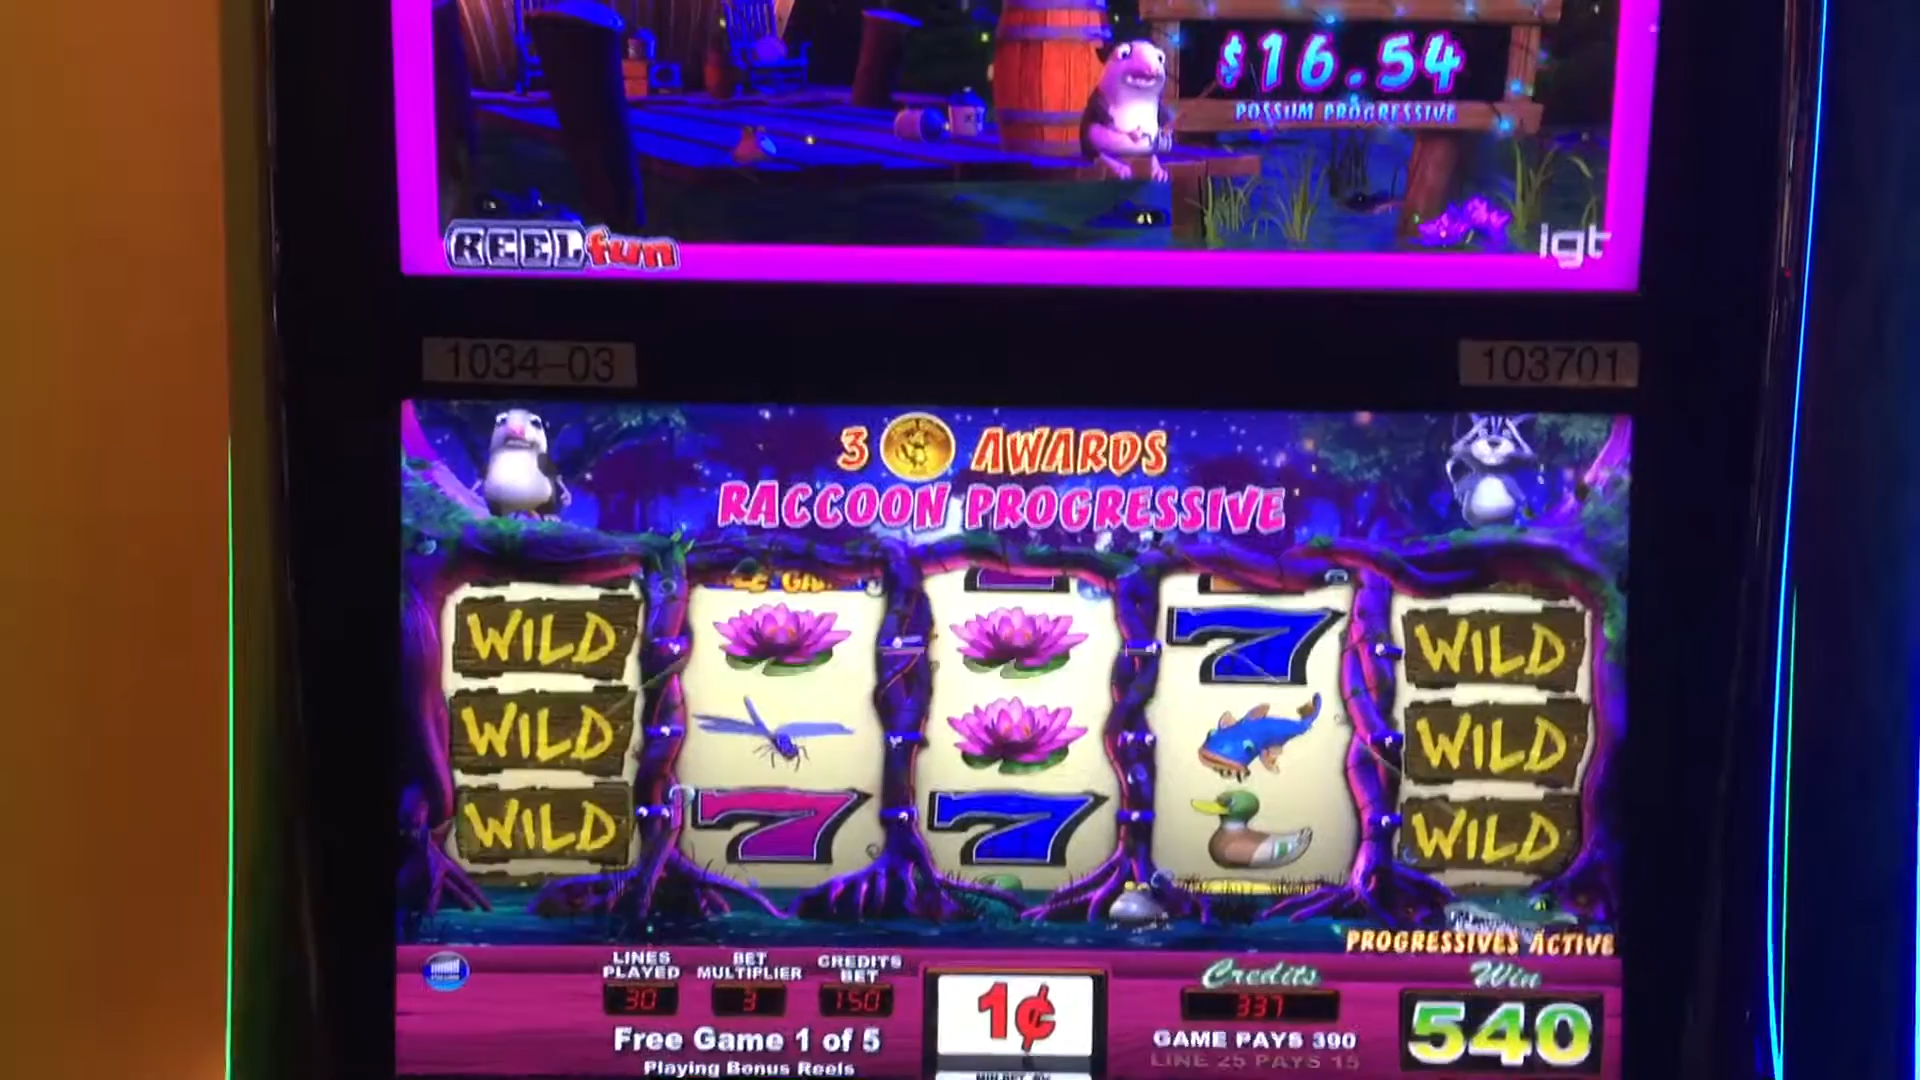 $16.54
POSSUM PROGRESSIVE
REEL fun
igt
1034-03
103701
3 AWARDS
RACCOON PROGRESSIVE
WILD
WILD
WILD
WILD
WILD
WILD
PROGRESSIVES ACTIVE
LINES PLAYED
BET MULTIPLIER
CREDITS BET
30
3
150
Free Game 1 of 5
Playing Bonus Reels
1¢
Credits
337
GAME PAYS 390
LINE 25 PAYS 15
Win
540